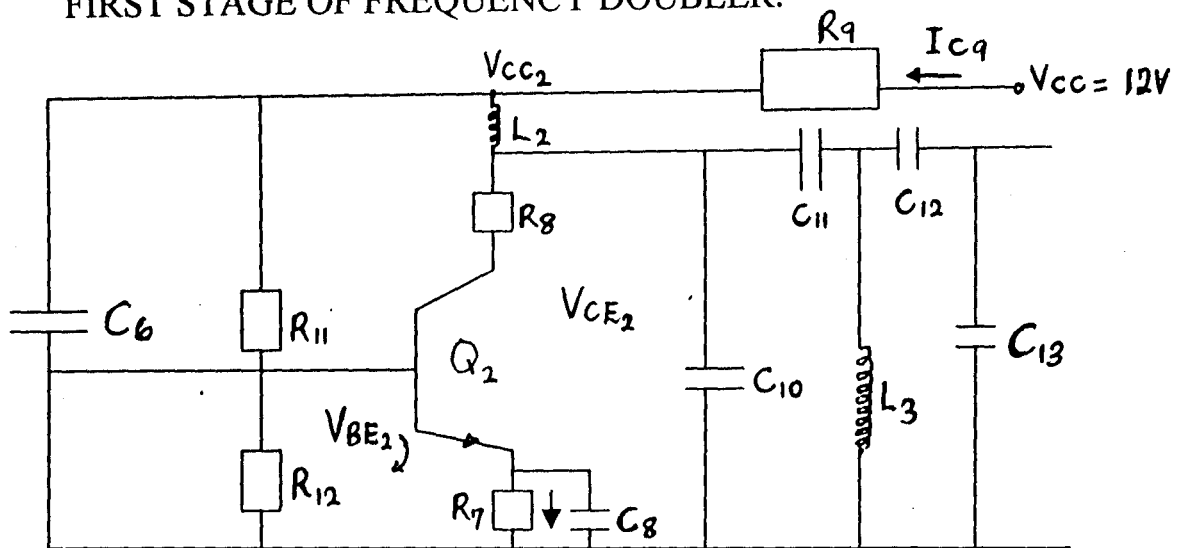 FIRST STAGE OF FREQUENCY DOUBLER.
R9
IC9
VCC2
VCC = 12V
L2
R8
C11
C12
VCE2
C6
R11
Q2
C10
L3
C13
VBE2
R12
R7
C8